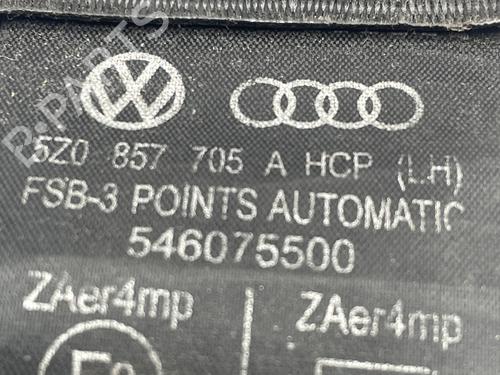 B-PARTS
5Z0 857 705 A HCP (LH)
FSB-3 POINTS AUTOMATIC
546075500
ZAer4mp
ZAer4mp